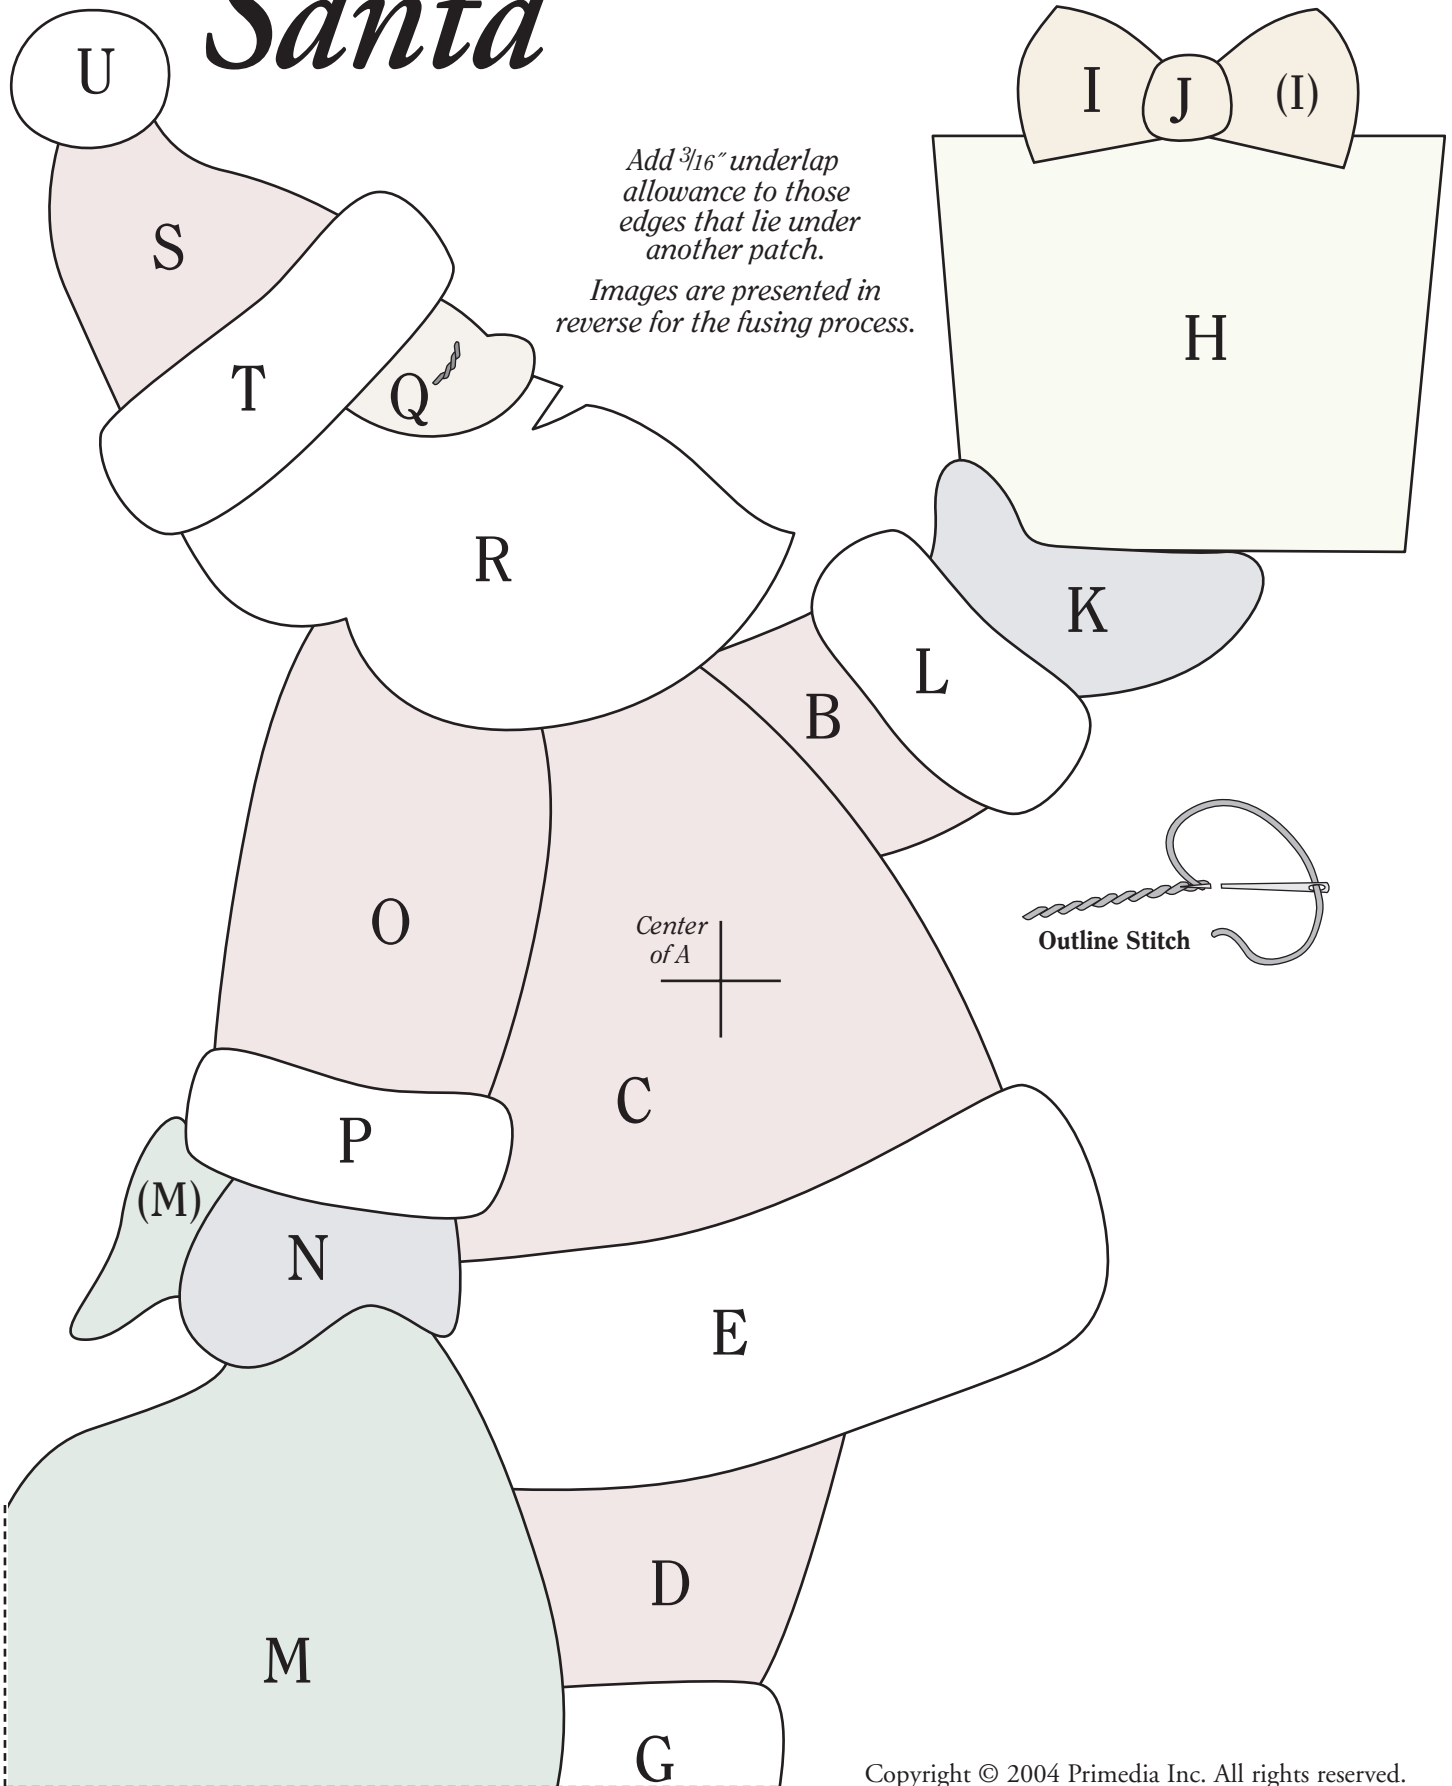 Santa
U
I
J
(I)
Add 3/16″ underlap
allowance to those
edges that lie under
another patch.
Images are presented in
reverse for the fusing process.
S
H
T
Q
R
K
L
B
O
Center
of A
Outline Stitch
C
P
(M)
N
E
D
M
G
Copyright © 2004 Primedia Inc. All rights reserved.